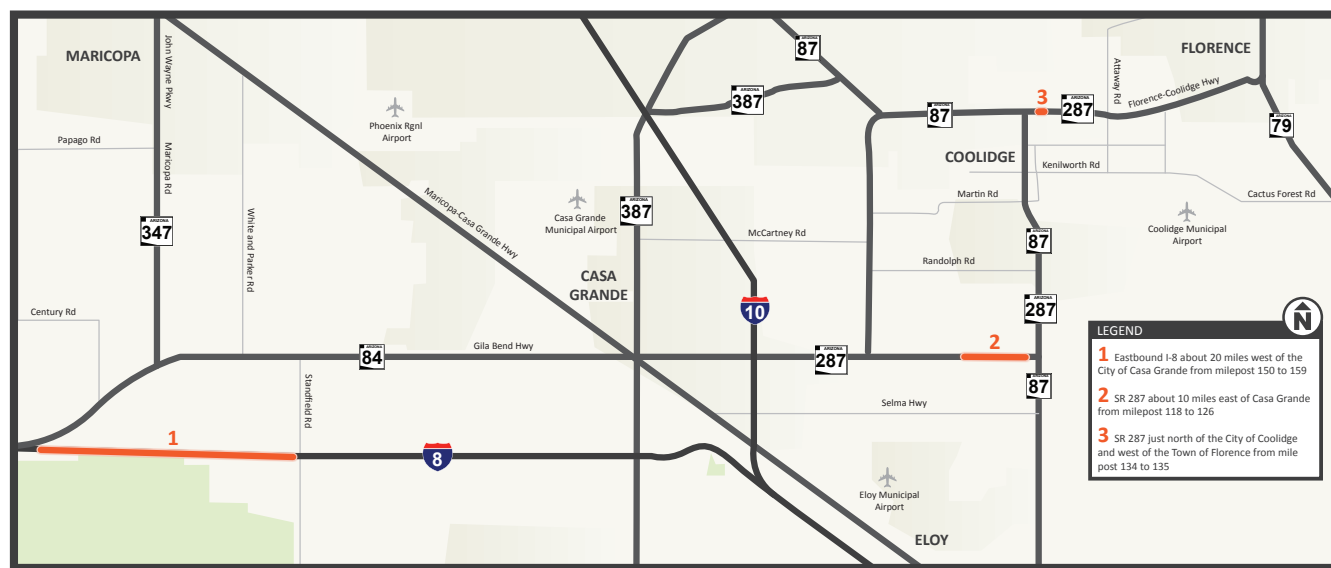 MARICOPA
John Wayne Pkwy
87
FLORENCE
Attaway Rd
ARIZONA
387
3
ARIZONA
287
Florence-Coolidge Hwy
Phoenix Rgnl
Airport
87
79
Papago Rd
Maricopa Rd
COOLIDGE
Kenilworth Rd
Martin Rd
Cactus Forest Rd
ARIZONA
347
White and Parker Rd
Maricopa-Casa Grande Hwy
Casa Grande
Municipal Airport
ARIZONA
387
McCartney Rd
Coolidge Municipal
Airport
87
Randolph Rd
CASA
GRANDE
10
ARIZONA
287
Century Rd
N
LEGEND
1 Eastbound I-8 about 20 miles west of the
City of Casa Grande from milepost 150 to 159
2 SR 287 about 10 miles east of Casa Grande
from milepost 118 to 126
3 SR 287 just north of the City of Coolidge
and west of the Town of Florence from mile
post 134 to 135
ARIZONA
84
Gila Bend Hwy
ARIZONA
287
2
87
Standfield Rd
Selma Hwy
1
8
Eloy Municipal
Airport
ELOY